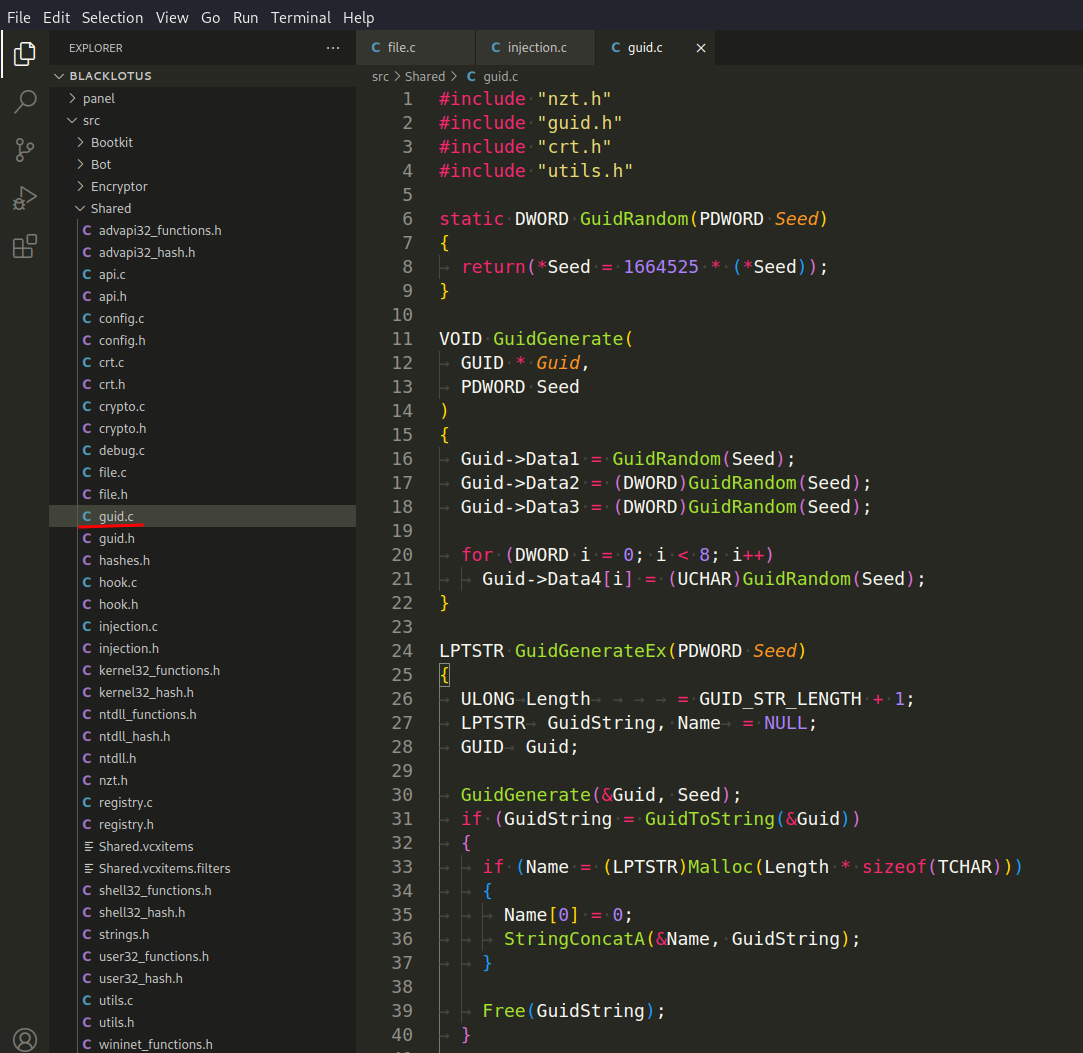 File Edit Selection View Go Run Terminal Help
EXPLORER ...
BLACKLOTUS
panel
src
Bootkit
Bot
Encryptor
Shared
C advapi32_functions.h
C advapi32_hash.h
C api.c
C api.h
C config.c
C config.h
C crt.c
C crt.h
C crypto.c
C crypto.h
C debug.c
C file.c
C file.h
C guid.c
C guid.h
C hashes.h
C hook.c
C hook.h
C injection.c
C injection.h
C kernel32_functions.h
C kernel32_hash.h
C ntdll_functions.h
C ntdll_hash.h
C ntdll.h
C nzt.h
C registry.c
C registry.h
Shared.vcxitems
Shared.vcxitems.filters
C shell32_functions.h
C shell32_hash.h
C strings.h
C user32_functions.h
C user32_hash.h
C utils.c
C utils.h
C wininet_functions.h
C file.c C injection.c C guid.c ×
src > Shared > C guid.c
1 #include "nzt.h"
2 #include "guid.h"
3 #include "crt.h"
4 #include "utils.h"
5
6 static DWORD GuidRandom(PDWORD Seed)
7 {
8 return(*Seed = 1664525 * (*Seed));
9 }
10
11 VOID GuidGenerate(
12 GUID * Guid,
13 PDWORD Seed
14 )
15 {
16 Guid->Data1 = GuidRandom(Seed);
17 Guid->Data2 = (DWORD)GuidRandom(Seed);
18 Guid->Data3 = (DWORD)GuidRandom(Seed);
19
20 for (DWORD i = 0; i < 8; i++)
21 Guid->Data4[i] = (UCHAR)GuidRandom(Seed);
22 }
23
24 LPTSTR GuidGenerateEx(PDWORD Seed)
25 {
26 ULONG Length = GUID_STR_LENGTH + 1;
27 LPTSTR GuidString, Name = NULL;
28 GUID Guid;
29
30 GuidGenerate(&Guid, Seed);
31 if (GuidString = GuidToString(&Guid))
32 {
33 if (Name = (LPTSTR)Malloc(Length * sizeof(TCHAR)))
34 {
35 Name[0] = 0;
36 StringConcatA(&Name, GuidString);
37 }
38
39 Free(GuidString);
40 }